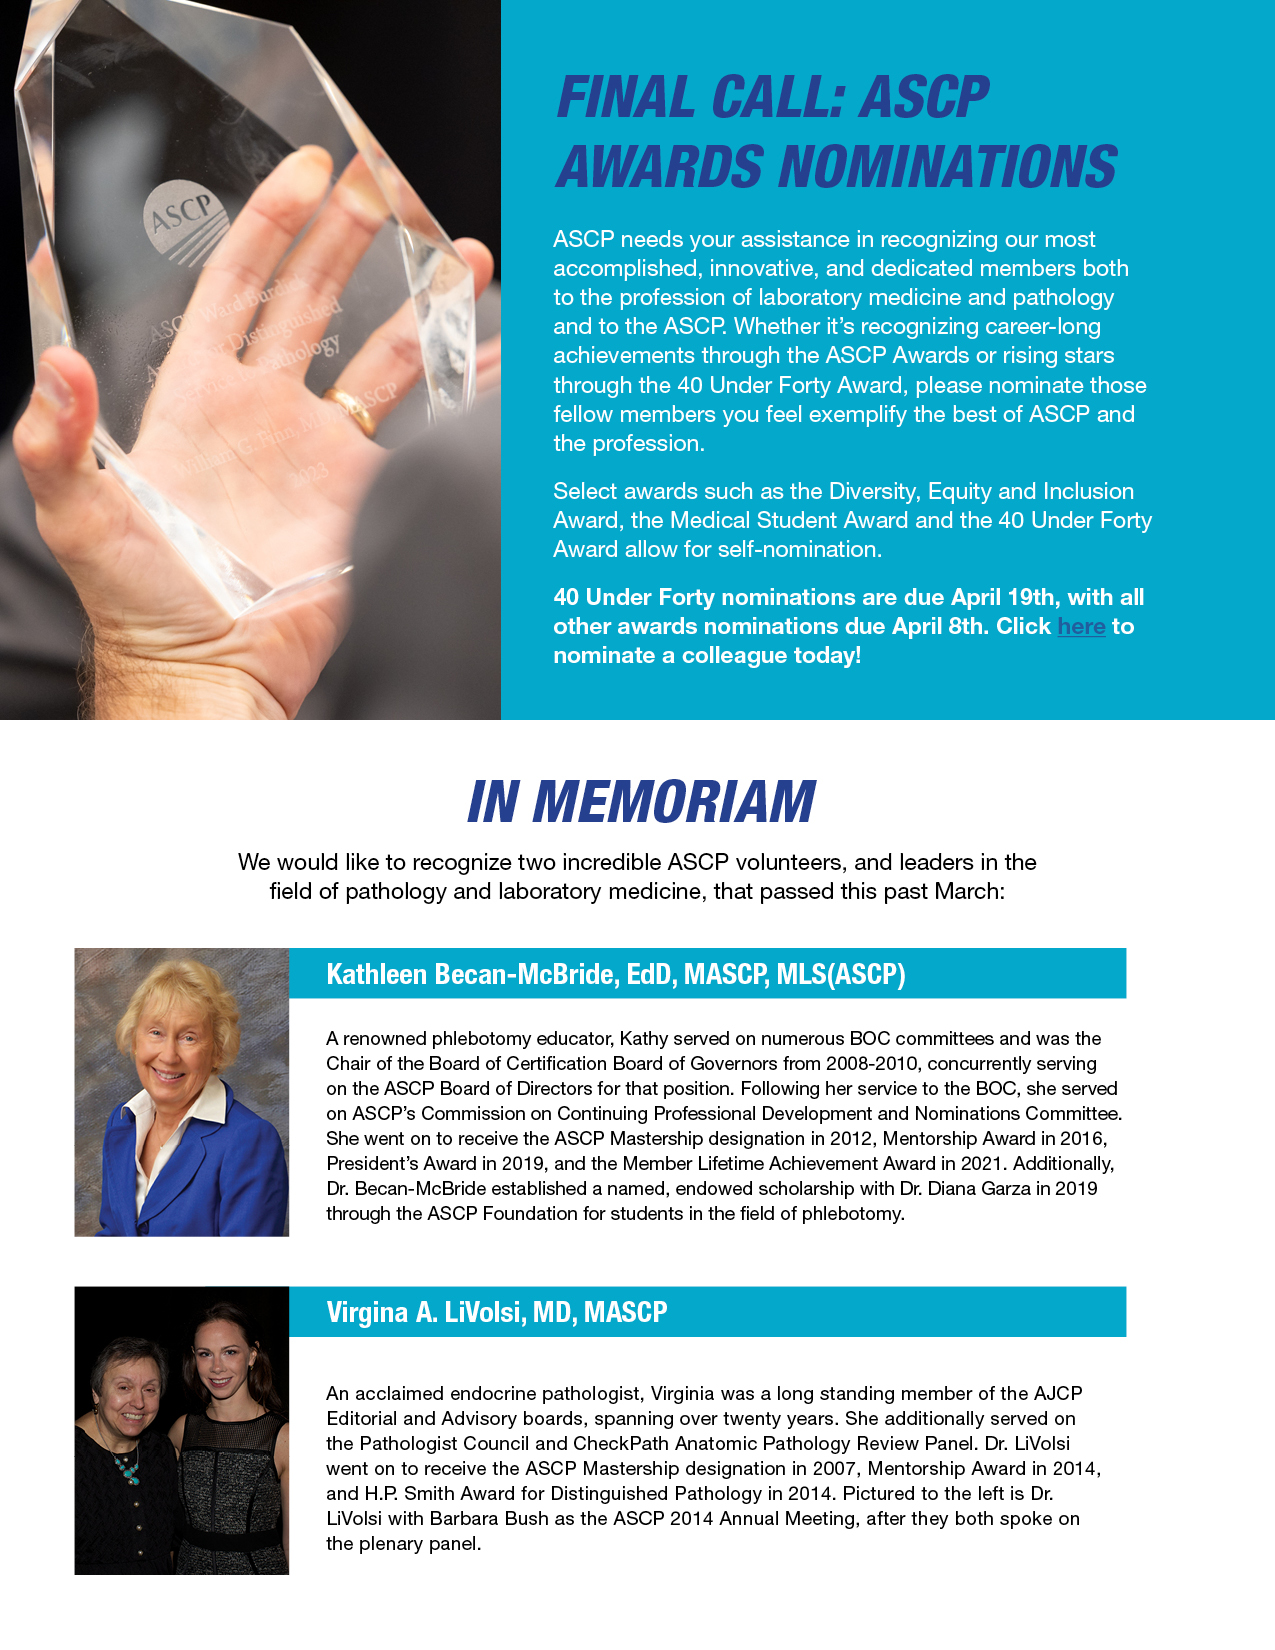 ASCP
ASCP Ward Burdick
Award for Distinguished
Service to Pathology
William G. Finn, MD, MASCP
2023
FINAL CALL: ASCP
AWARDS NOMINATIONS
ASCP needs your assistance in recognizing our most
accomplished, innovative, and dedicated members both
to the profession of laboratory medicine and pathology
and to the ASCP. Whether it’s recognizing career-long
achievements through the ASCP Awards or rising stars
through the 40 Under Forty Award, please nominate those
fellow members you feel exemplify the best of ASCP and
the profession.
Select awards such as the Diversity, Equity and Inclusion
Award, the Medical Student Award and the 40 Under Forty
Award allow for self-nomination.
40 Under Forty nominations are due April 19th, with all
other awards nominations due April 8th. Click here to
nominate a colleague today!
IN MEMORIAM
We would like to recognize two incredible ASCP volunteers, and leaders in the
field of pathology and laboratory medicine, that passed this past March:
Kathleen Becan-McBride, EdD, MASCP, MLS(ASCP)
A renowned phlebotomy educator, Kathy served on numerous BOC committees and was the
Chair of the Board of Certification Board of Governors from 2008-2010, concurrently serving
on the ASCP Board of Directors for that position. Following her service to the BOC, she served
on ASCP’s Commission on Continuing Professional Development and Nominations Committee.
She went on to receive the ASCP Mastership designation in 2012, Mentorship Award in 2016,
President’s Award in 2019, and the Member Lifetime Achievement Award in 2021. Additionally,
Dr. Becan-McBride established a named, endowed scholarship with Dr. Diana Garza in 2019
through the ASCP Foundation for students in the field of phlebotomy.
Virgina A. LiVolsi, MD, MASCP
An acclaimed endocrine pathologist, Virginia was a long standing member of the AJCP
Editorial and Advisory boards, spanning over twenty years. She additionally served on
the Pathologist Council and CheckPath Anatomic Pathology Review Panel. Dr. LiVolsi
went on to receive the ASCP Mastership designation in 2007, Mentorship Award in 2014,
and H.P. Smith Award for Distinguished Pathology in 2014. Pictured to the left is Dr.
LiVolsi with Barbara Bush as the ASCP 2014 Annual Meeting, after they both spoke on
the plenary panel.